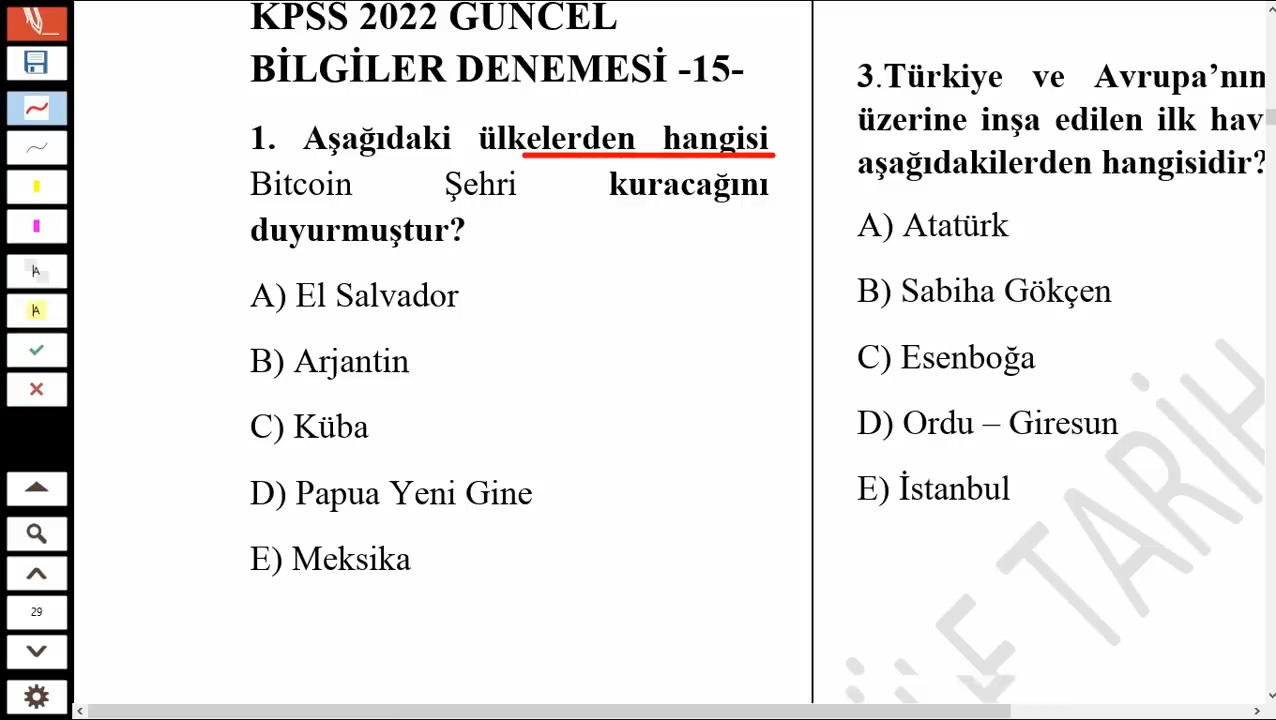 KPSS 2022 GÜNCEL
BİLGİLER DENEMESİ -15-
1. Aşağıdaki ülkelerden hangisi
Bitcoin Şehri kuracağını
duyurmuştur?
A) El Salvador
B) Arjantin
C) Küba
D) Papua Yeni Gine
E) Meksika
29
3.Türkiye ve Avrupa’nın
üzerine inşa edilen ilk hav
aşağıdakilerden hangisidir?
A) Atatürk
B) Sabiha Gökçen
C) Esenboğa
D) Ordu – Giresun
E) İstanbul
TARİH